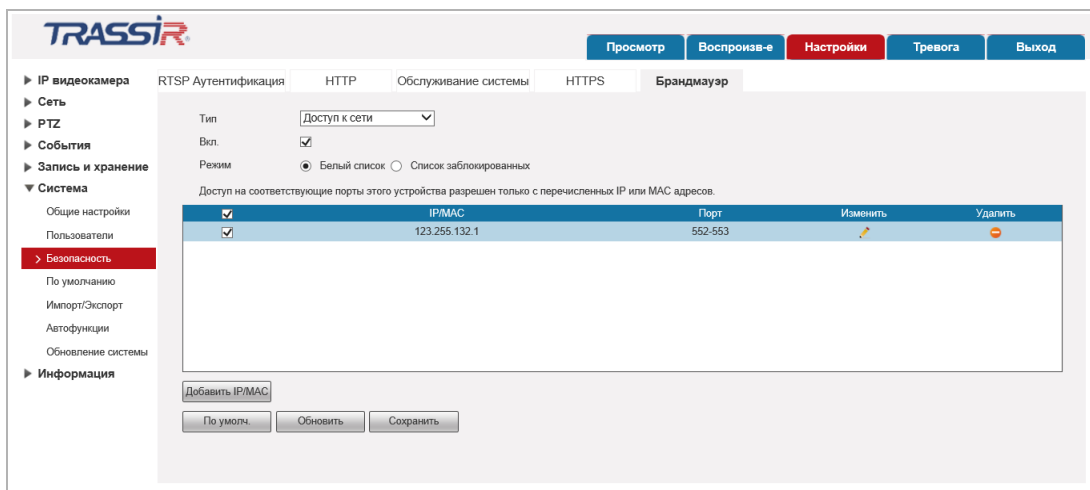 TRASSIR
Просмотр Воспроизв-е Настройки Тревога Выход
IP видеокамера
Сеть
PTZ
События
Запись и хранение
Система
Общие настройки
Пользователи
Безопасность
По умолчанию
Импорт/Экспорт
Автофункции
Обновление системы
Информация
RTSP Аутентификация HTTP Обслуживание системы HTTPS Брандмауэр
Тип Доступ к сети
Вкл.
Режим Белый список Список заблокированных
Доступ на соответствующие порты этого устройства разрешен только с перечисленных IP или MAC адресов.
IP/MAC Порт Изменить Удалить
123.255.132.1 552-553
Добавить IP/MAC
По умолч. Обновить Сохранить